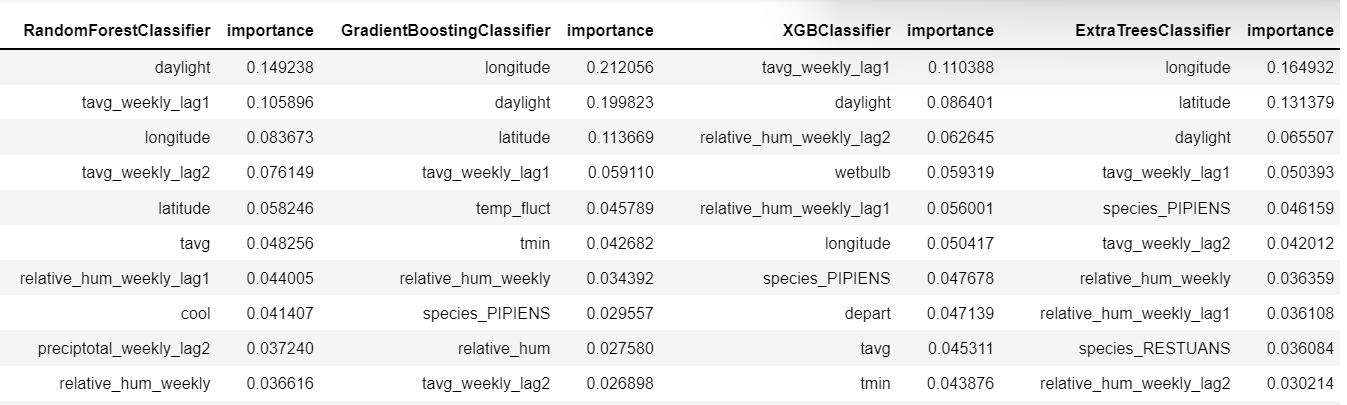 RandomForestClassifier importance GradientBoostingClassifier importance XGBClassifier importance ExtraTreesClassifier importance
daylight 0.149238 longitude 0.212056 tavg_weekly_lag1 0.110388 longitude 0.164932
tavg_weekly_lag1 0.105896 daylight 0.199823 daylight 0.086401 latitude 0.131379
longitude 0.083673 latitude 0.113669 relative_hum_weekly_lag2 0.062645 daylight 0.065507
tavg_weekly_lag2 0.076149 tavg_weekly_lag1 0.059110 wetbulb 0.059319 tavg_weekly_lag1 0.050393
latitude 0.058246 temp_fluct 0.045789 relative_hum_weekly_lag1 0.056001 species_PIPIENS 0.046159
tavg 0.048256 tmin 0.042682 longitude 0.050417 tavg_weekly_lag2 0.042012
relative_hum_weekly_lag1 0.044005 relative_hum_weekly 0.034392 species_PIPIENS 0.047678 relative_hum_weekly 0.036359
cool 0.041407 species_PIPIENS 0.029557 depart 0.047139 relative_hum_weekly_lag1 0.036108
preciptotal_weekly_lag2 0.037240 relative_hum 0.027580 tavg 0.045311 species_RESTUANS 0.036084
relative_hum_weekly 0.036616 tavg_weekly_lag2 0.026898 tmin 0.043876 relative_hum_weekly_lag2 0.030214